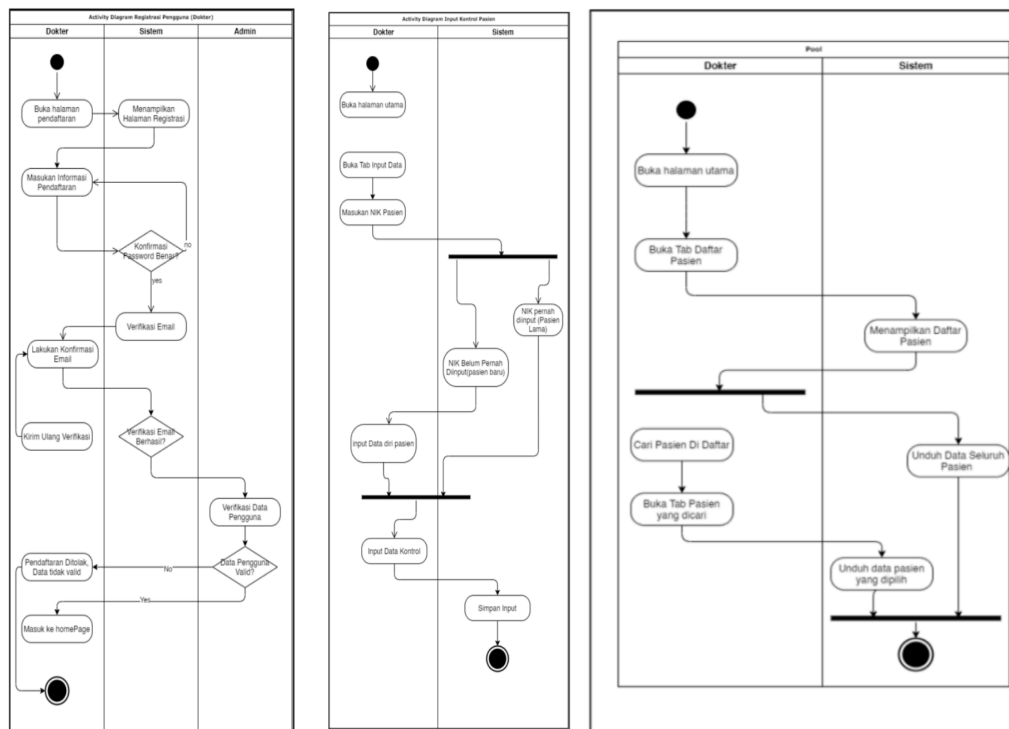 Activity Diagram Registrasi Pengguna (Dokter)
Dokter
Sistem
Admin
Buka halaman
pendaftaran
Menampilkan
Halaman Registrasi
Masukan Informasi
Pendaftaran
Konfirmasi
Password Benar?
no
yes
Verifikasi Email
Lakukan Konfirmasi
Email
Kirim Ulang Verifikasi
Verifikasi Email
Berhasil?
Verifikasi Data
Pengguna
Pendaftaran Ditolak,
Data tidak valid
No
Data Pengguna
Valid?
Yes
Masuk ke homePage
Activity Diagram Input Kontrol Pasien
Dokter
Sistem
Buka halaman utama
Buka Tab Input Data
Masukan NIK Pasien
NIK pernah
diinput (Pasien
Lama)
NIK Belum Pernah
Diinput(pasien baru)
Input Data diri pasien
Input Data Kontrol
Simpan Input
Pool
Dokter
Sistem
Buka halaman utama
Buka Tab Daftar
Pasien
Menampilkan Daftar
Pasien
Cari Pasien Di Daftar
Unduh Data Seluruh
Pasien
Buka Tab Pasien
yang dicari
Unduh data pasien
yang dipilih